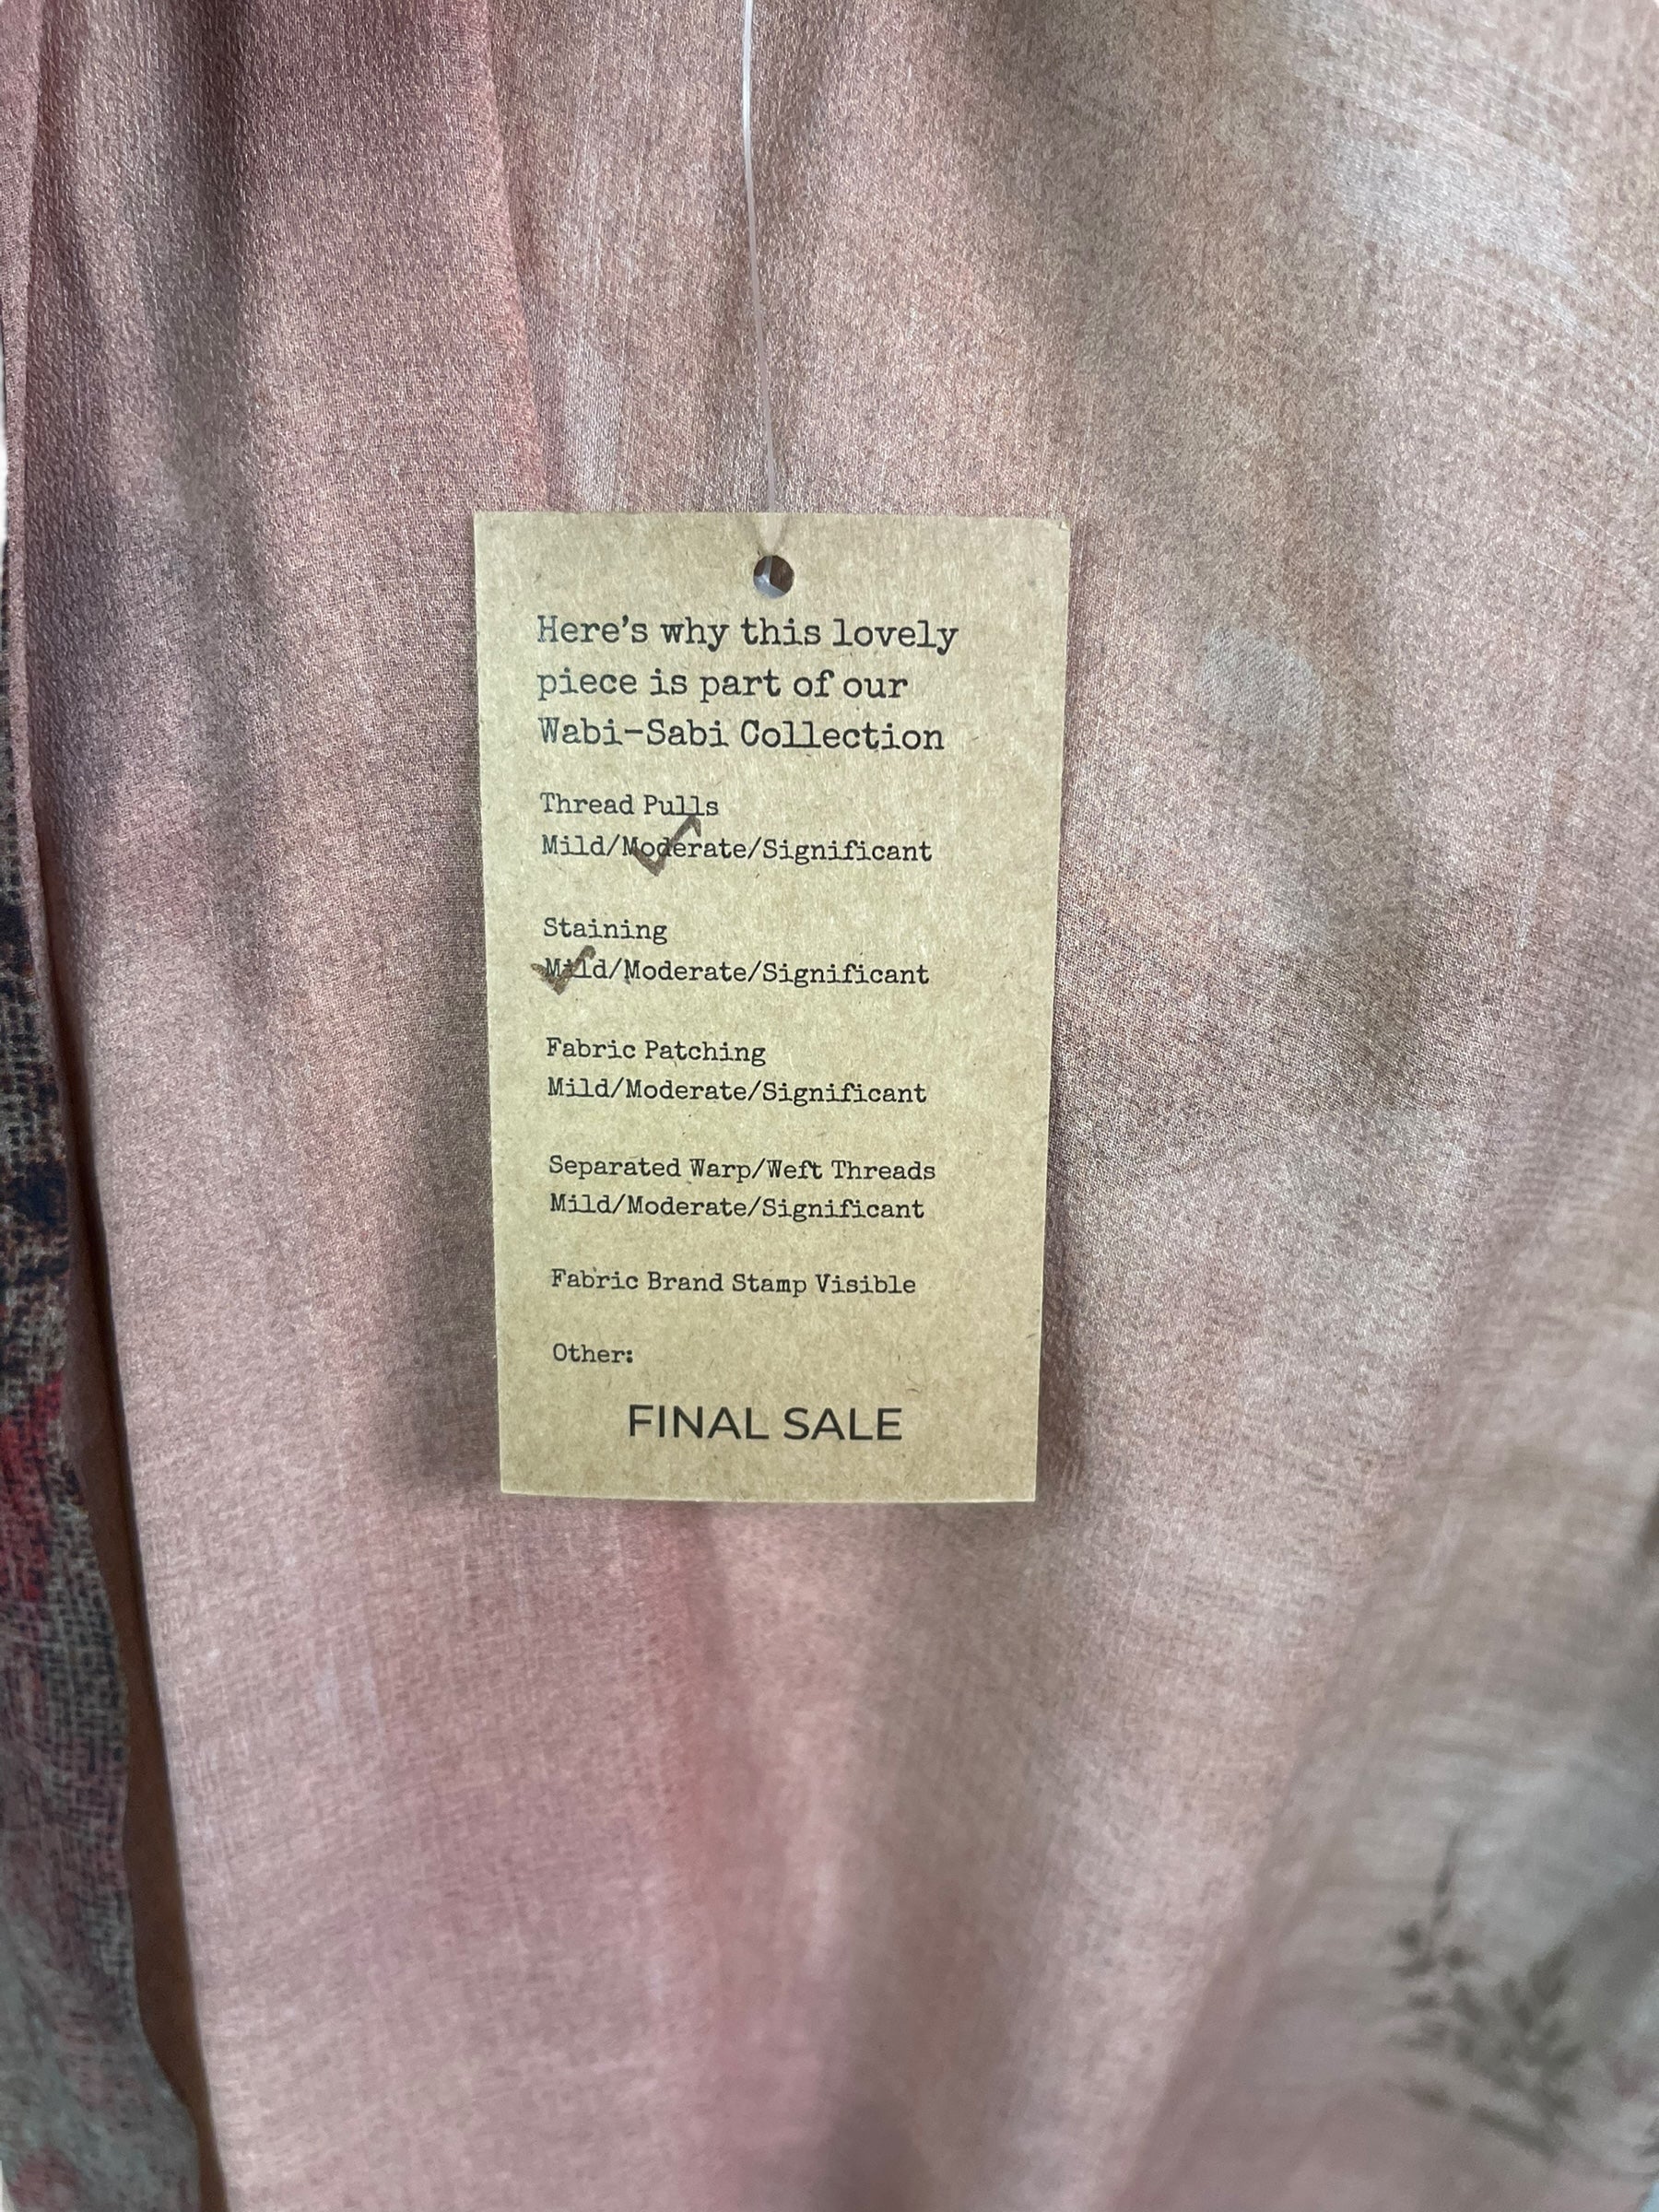 Here's why this lovely
piece is part of our
Wabi-Sabi Collection
Thread Pulls
Mild/Moderate/Significant
Staining
Mild/Moderate/Significant
Fabric Patching
Mild/Moderate/Significant
Separated Warp/Weft Threads
Mild/Moderate/Significant
Fabric Brand Stamp Visible
Other:
FINAL SALE